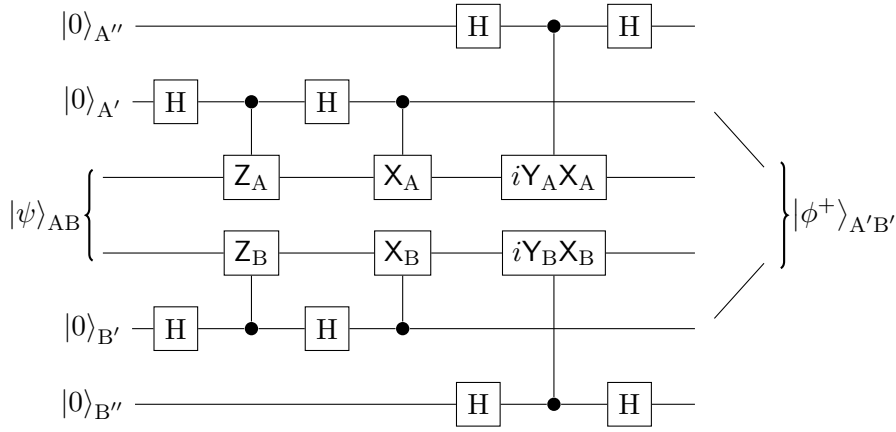 |0⟩A'' H H
|0⟩A' H H
ZA XA iYAXA
|ψ⟩AB |ϕ+⟩A'B'
ZB XB iYBXB
|0⟩B' H H
|0⟩B'' H H